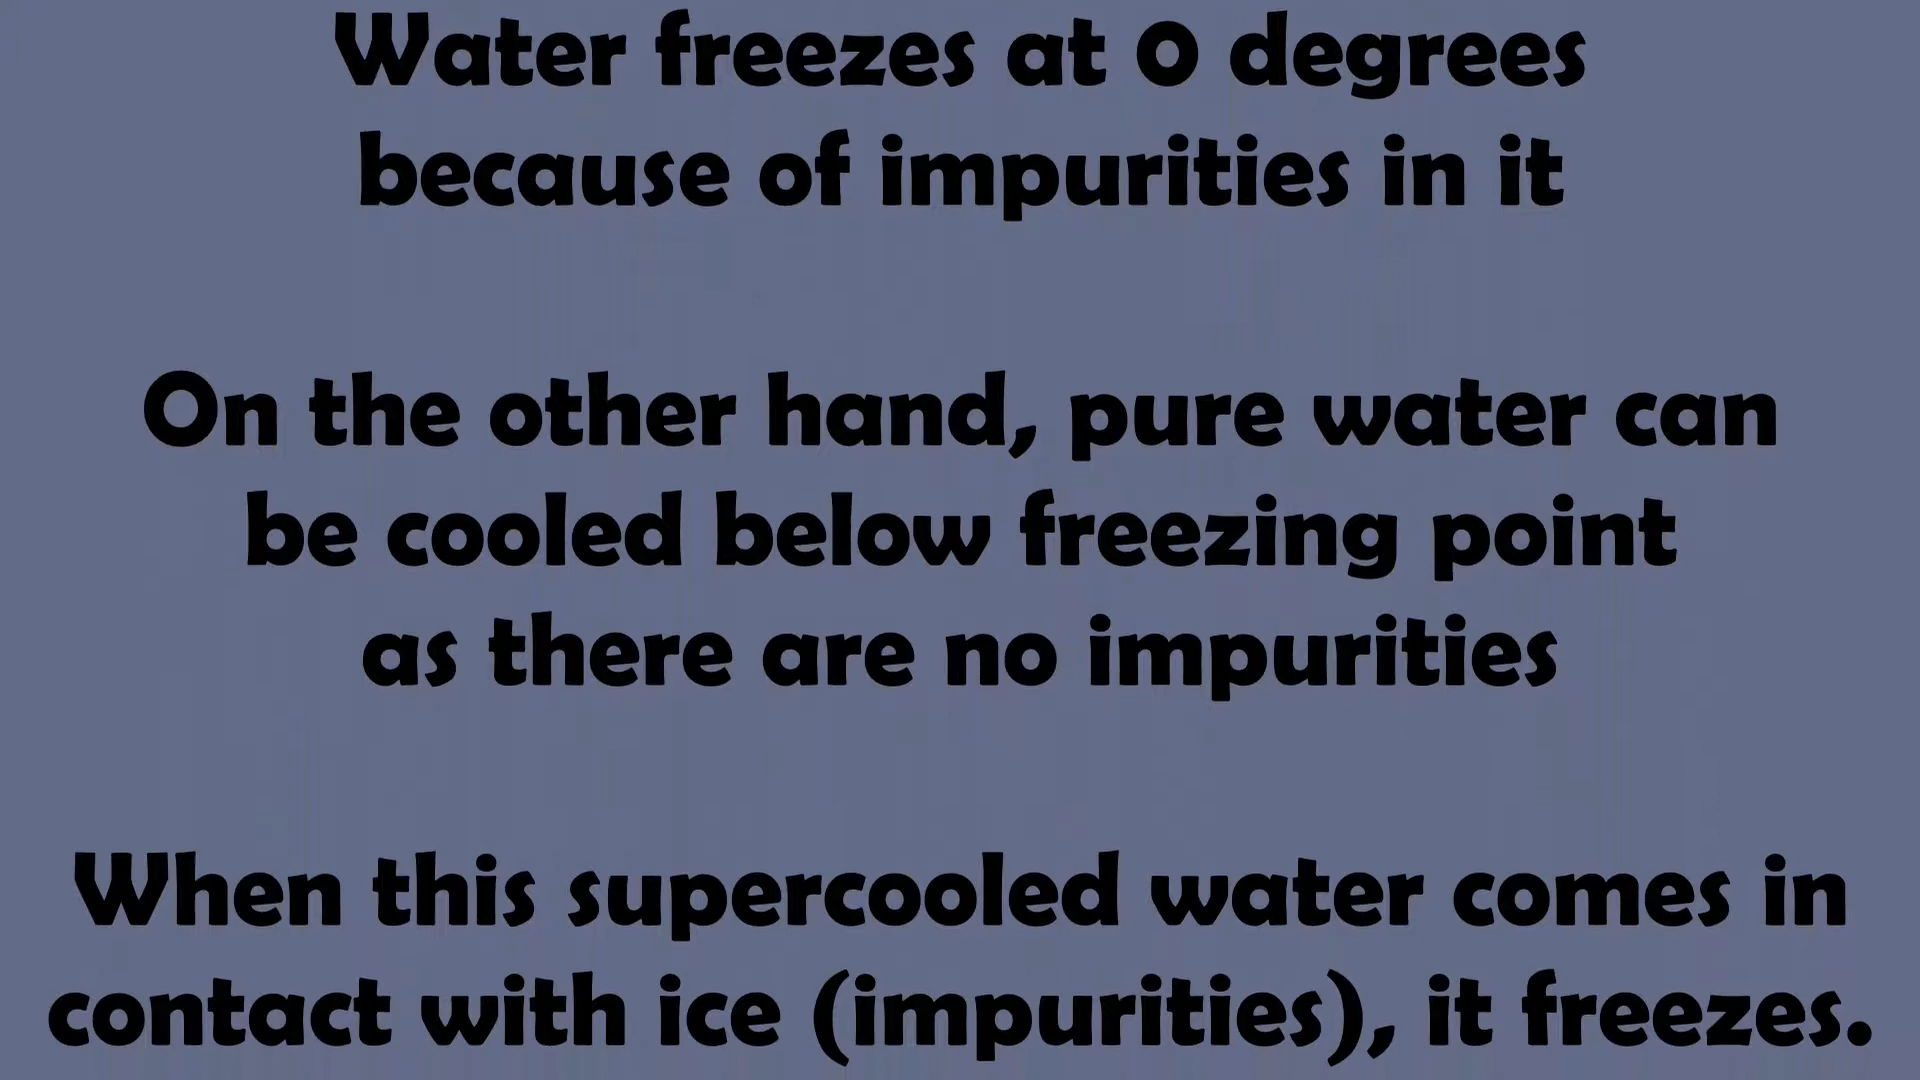 Water freezes at 0 degrees
because of impurities in it
On the other hand, pure water can
be cooled below freezing point
as there are no impurities
When this supercooled water comes in
contact with ice (impurities), it freezes.